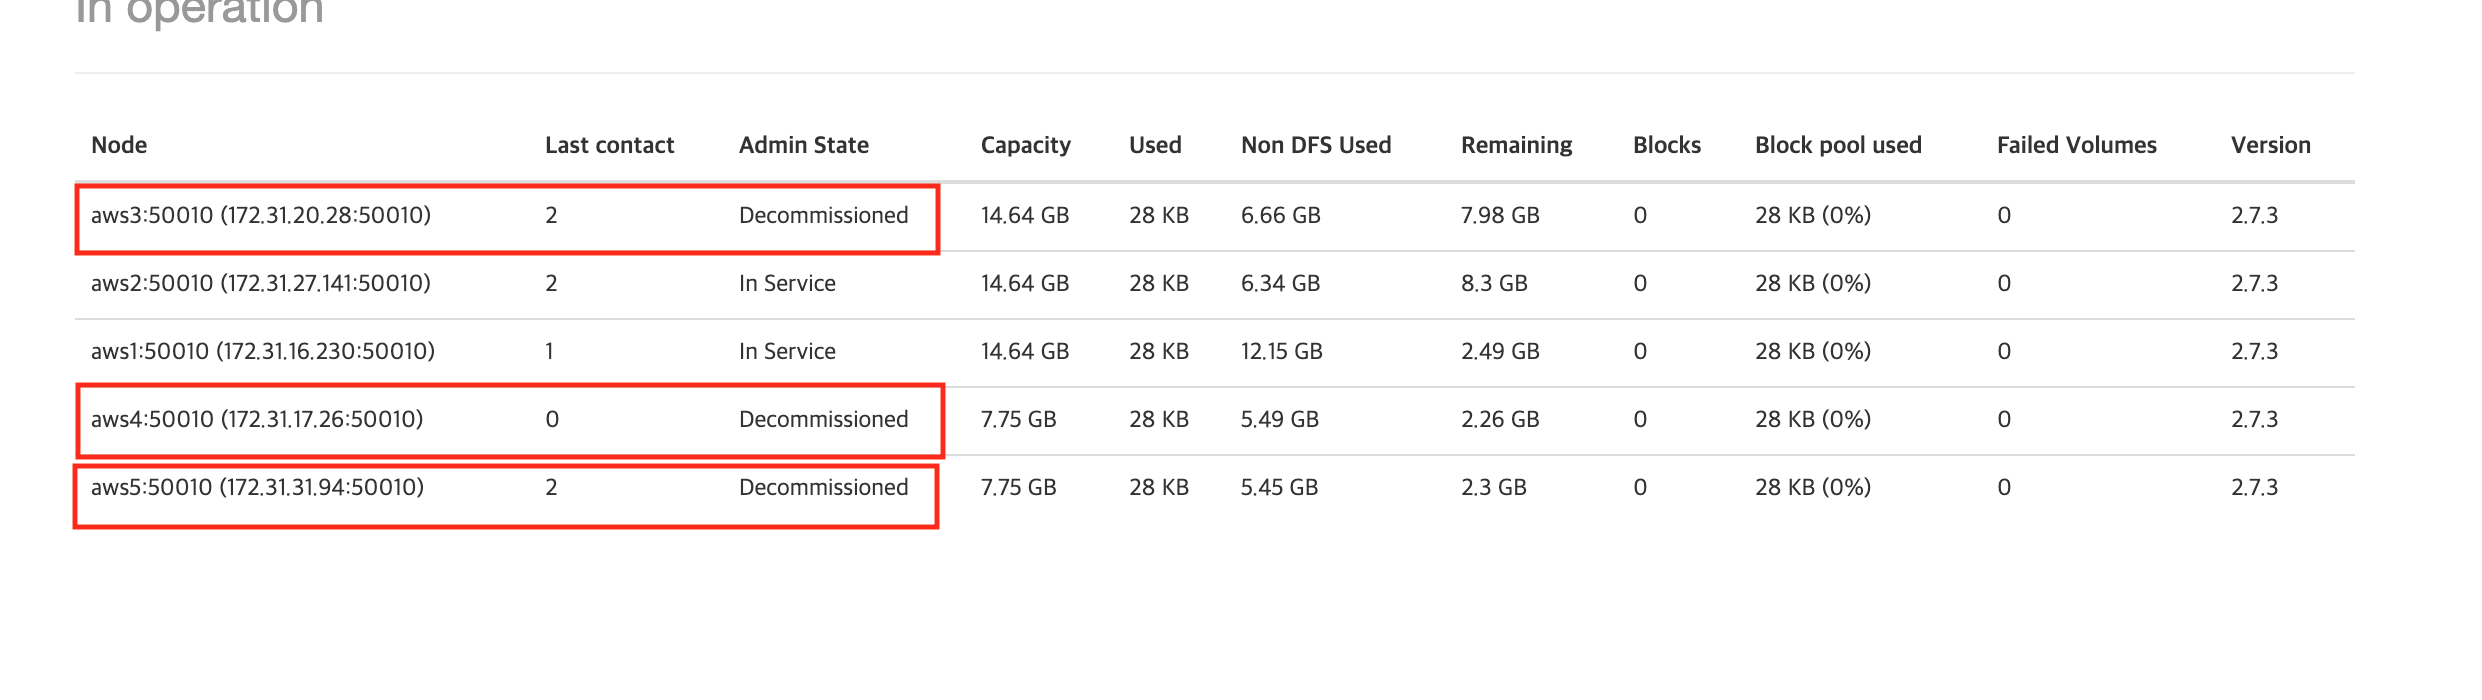 In operation
Node Last contact Admin State Capacity Used Non DFS Used Remaining Blocks Block pool used Failed Volumes Version
aws3:50010 (172.31.20.28:50010) 2 Decommissioned 14.64 GB 28 KB 6.66 GB 7.98 GB 0 28 KB (0%) 0 2.7.3
aws2:50010 (172.31.27.141:50010) 2 In Service 14.64 GB 28 KB 6.34 GB 8.3 GB 0 28 KB (0%) 0 2.7.3
aws1:50010 (172.31.16.230:50010) 1 In Service 14.64 GB 28 KB 12.15 GB 2.49 GB 0 28 KB (0%) 0 2.7.3
aws4:50010 (172.31.17.26:50010) 0 Decommissioned 7.75 GB 28 KB 5.49 GB 2.26 GB 0 28 KB (0%) 0 2.7.3
aws5:50010 (172.31.31.94:50010) 2 Decommissioned 7.75 GB 28 KB 5.45 GB 2.3 GB 0 28 KB (0%) 0 2.7.3